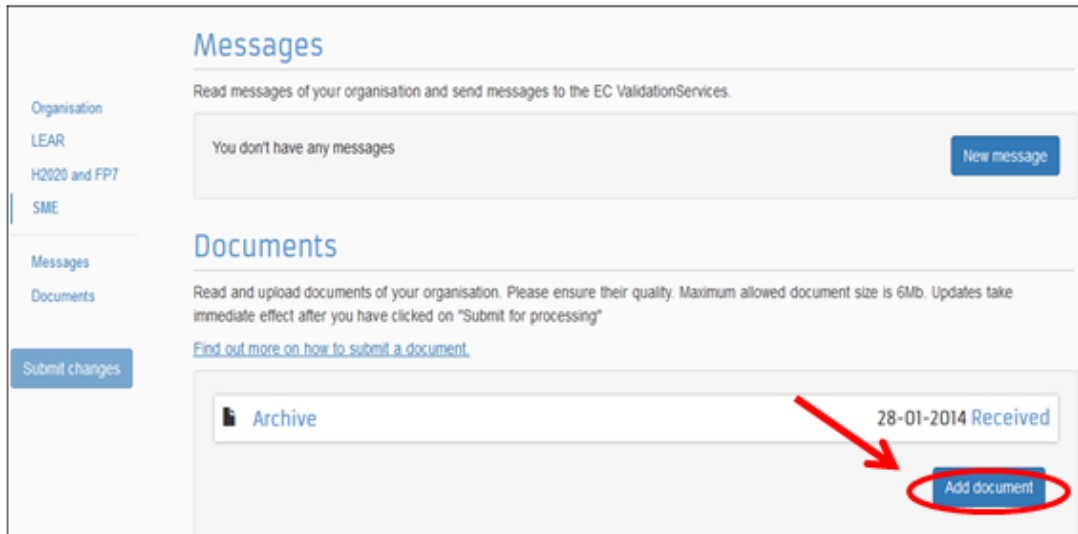 Messages
Read messages of your organisation and send messages to the EC ValidationServices.
Organisation
LEAR
H2020 and FP7
SME
Messages
Documents
Submit changes
You don't have any messages
New message
Documents
Read and upload documents of your organisation. Please ensure their quality. Maximum allowed document size is 6Mb. Updates take
immediate effect after you have clicked on "Submit for processing"
Find out more on how to submit a document.
Archive
28-01-2014 Received
Add document